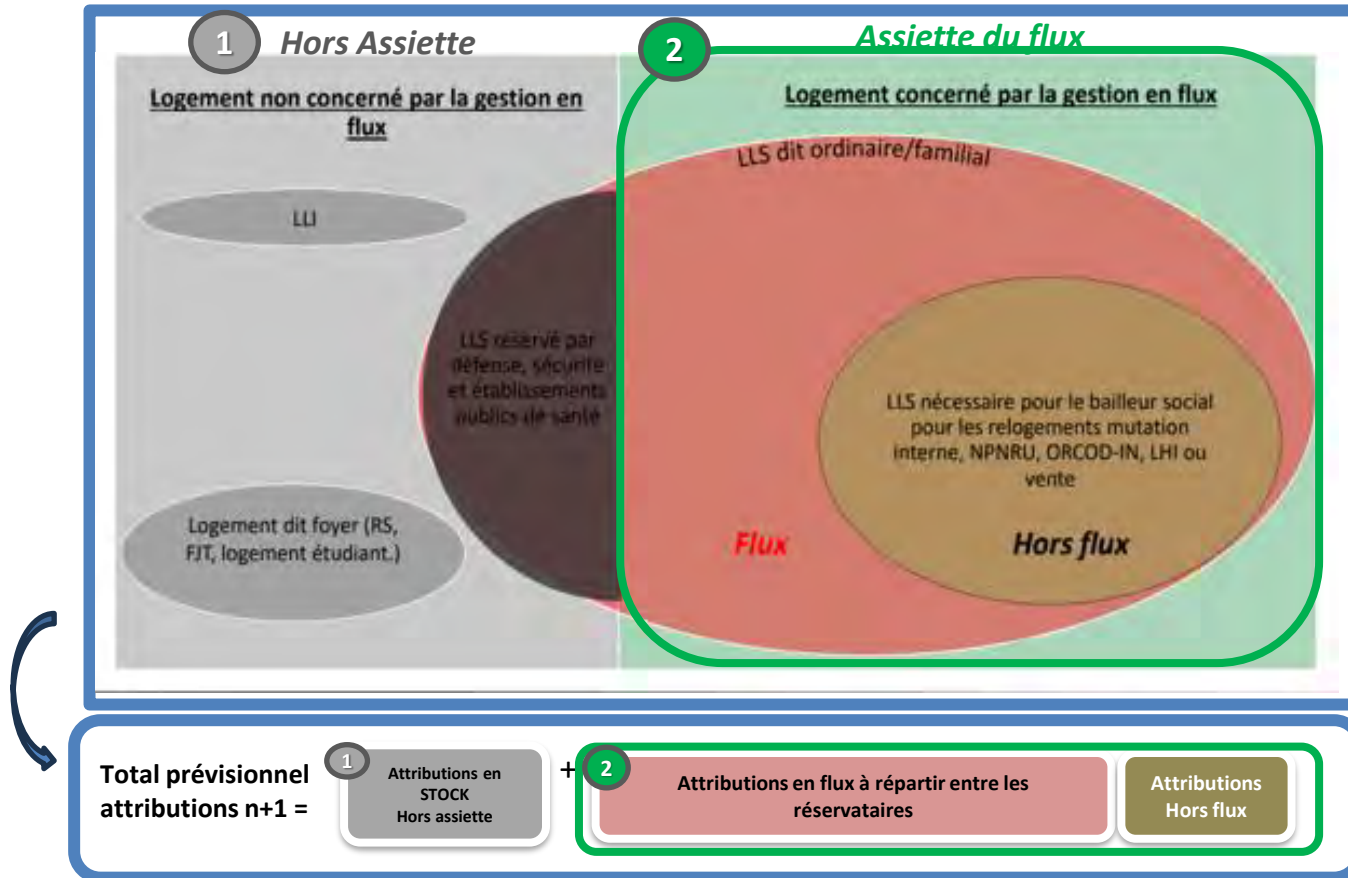 1
Hors Assiette
2
Assiette du flux
Logement non concerné par la gestion en
flux
Logement concerné par la gestion en flux
LLS dit ordinaire/familial
LLI
LLS réservé par
défense, sécurité
et établissements
publics de santé
LLS nécessaire pour le bailleur social
pour les relogements mutation
interne, NPNRU, ORCOD-IN, LHI ou
vente
Logement dit foyer (RS,
FJT, logement étudiant.)
Flux
Hors flux
Total prévisionnel
attributions n+1 =
1
Attributions en
STOCK
Hors assiette
+
2
Attributions en flux à répartir entre les
réservataires
Attributions
Hors flux